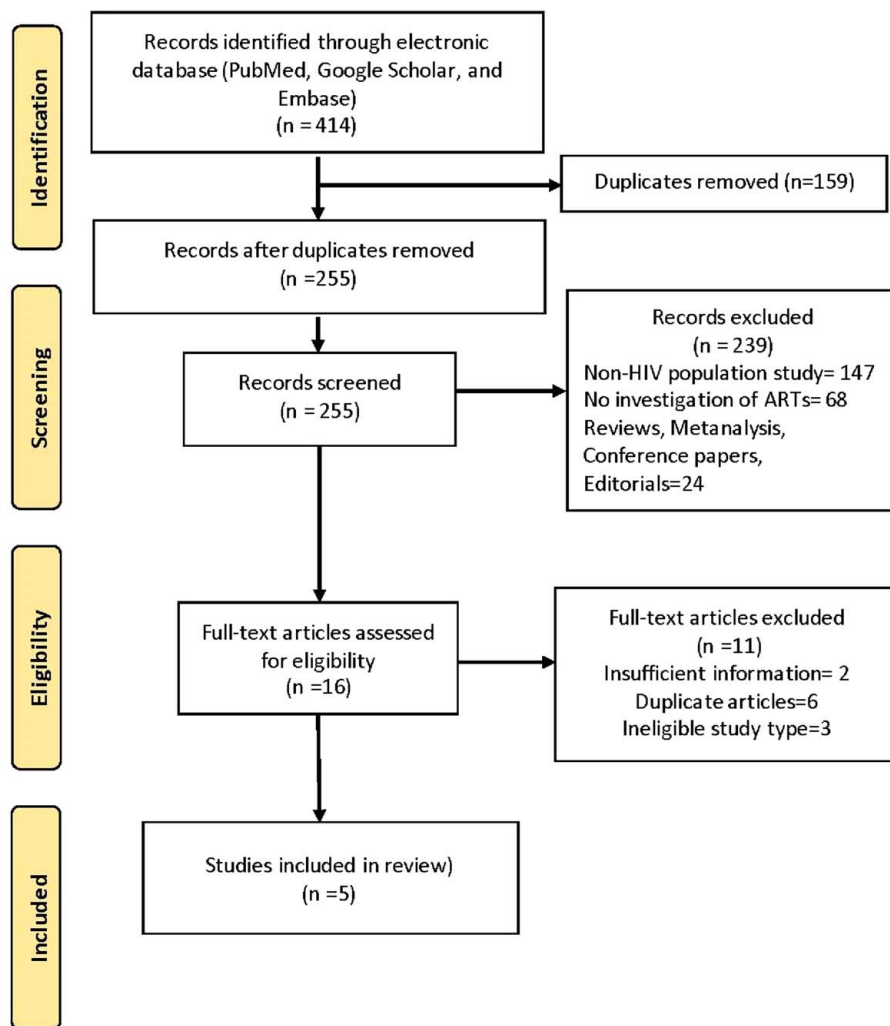 Identification
Records identified through electronic
database (PubMed, Google Scholar, and
Embase)
(n = 414)
Duplicates removed (n=159)
Records after duplicates removed
(n =255)
Screening
Records screened
(n = 255)
Records excluded
(n = 239)
Non-HIV population study= 147
No investigation of ARTs= 68
Reviews, Metanalysis,
Conference papers,
Editorials=24
Eligibility
Full-text articles assessed
for eligibility
(n =16)
Full-text articles excluded
(n =11)
Insufficient information= 2
Duplicate articles=6
Ineligible study type=3
Included
Studies included in review)
(n =5)